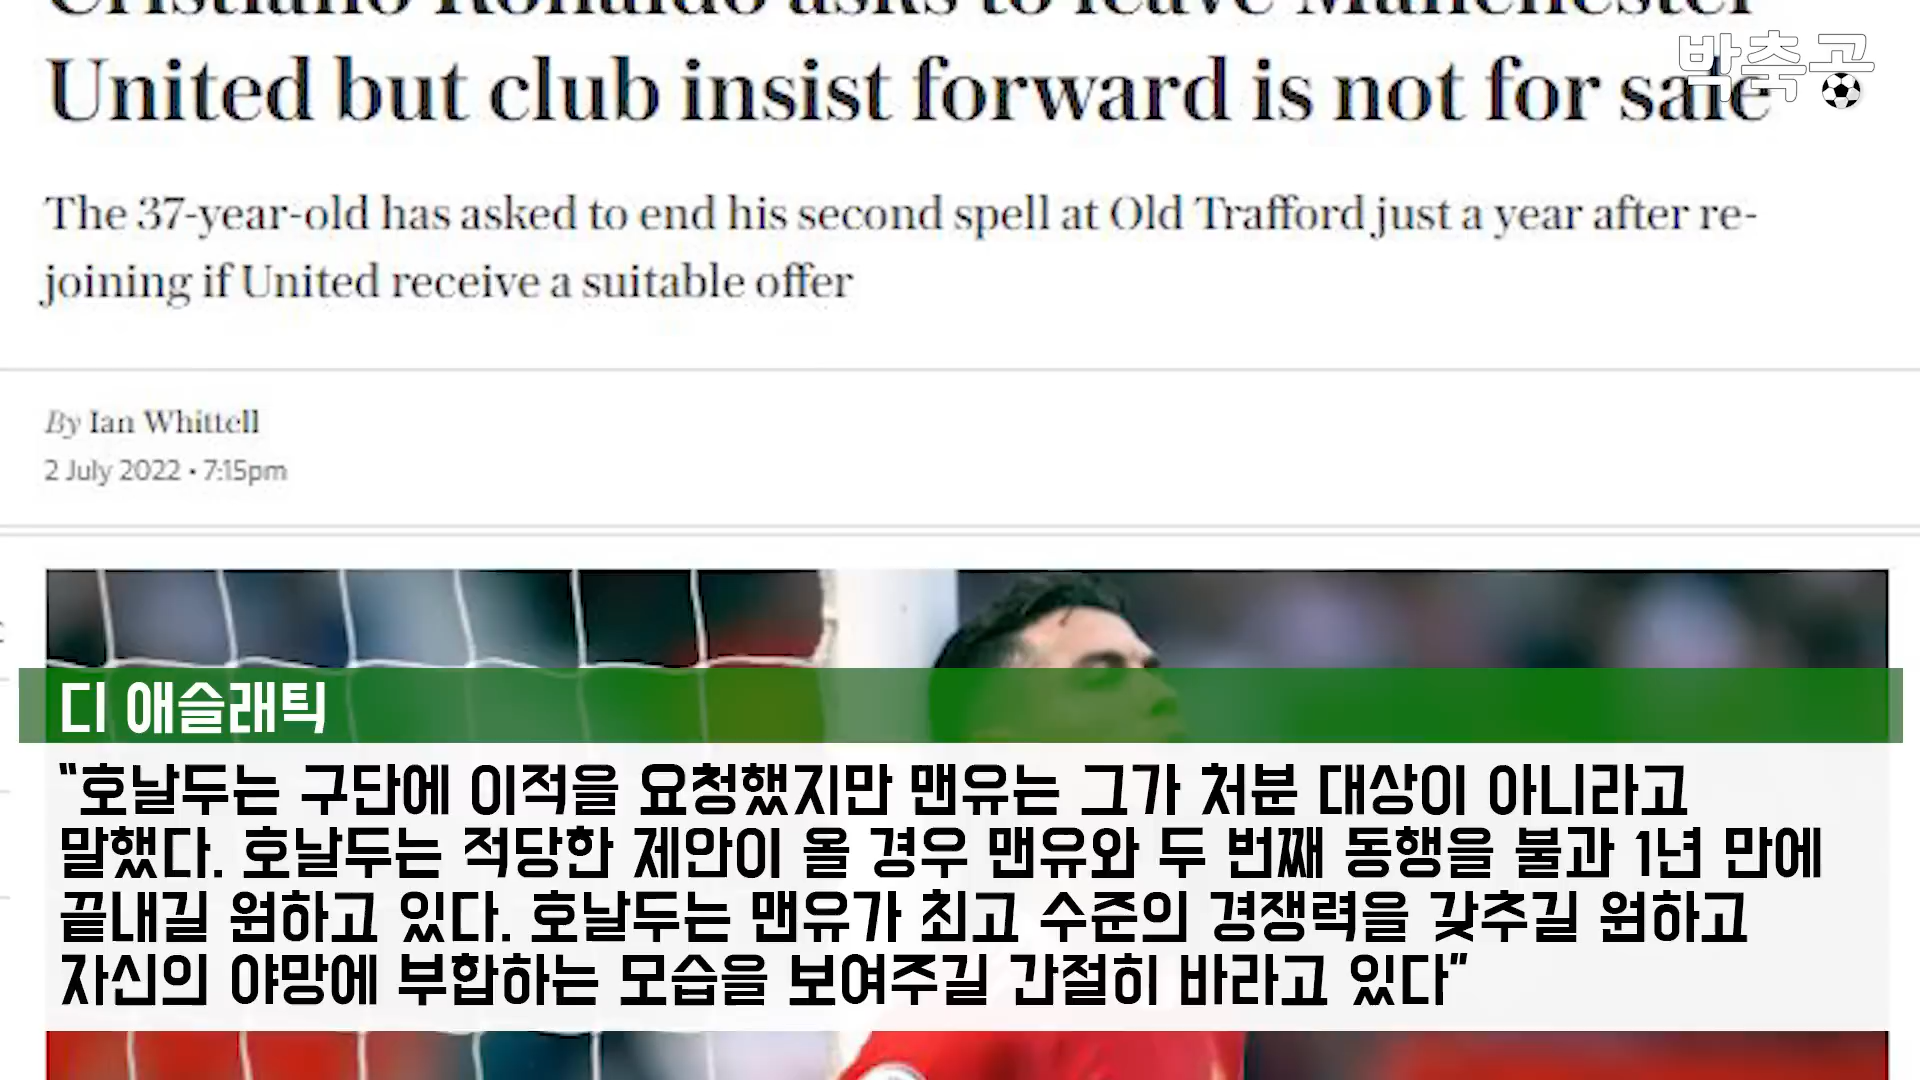 Cristiano Ronaldo asks to leave Manchester
United but club insist forward is not for sale
박축공
The 37-year-old has asked to end his second spell at Old Trafford just a year after re-
joining if United receive a suitable offer
By Ian Whittell
2 July 2022 • 7:15pm
디 애슬래틱
“호날두는 구단에 이적을 요청했지만 맨유는 그가 처분 대상이 아니라고
말했다. 호날두는 적당한 제안이 올 경우 맨유와 두 번째 동행을 불과 1년 만에
끝내길 원하고 있다. 호날두는 맨유가 최고 수준의 경쟁력을 갖추길 원하고
자신의 야망에 부합하는 모습을 보여주길 간절히 바라고 있다”